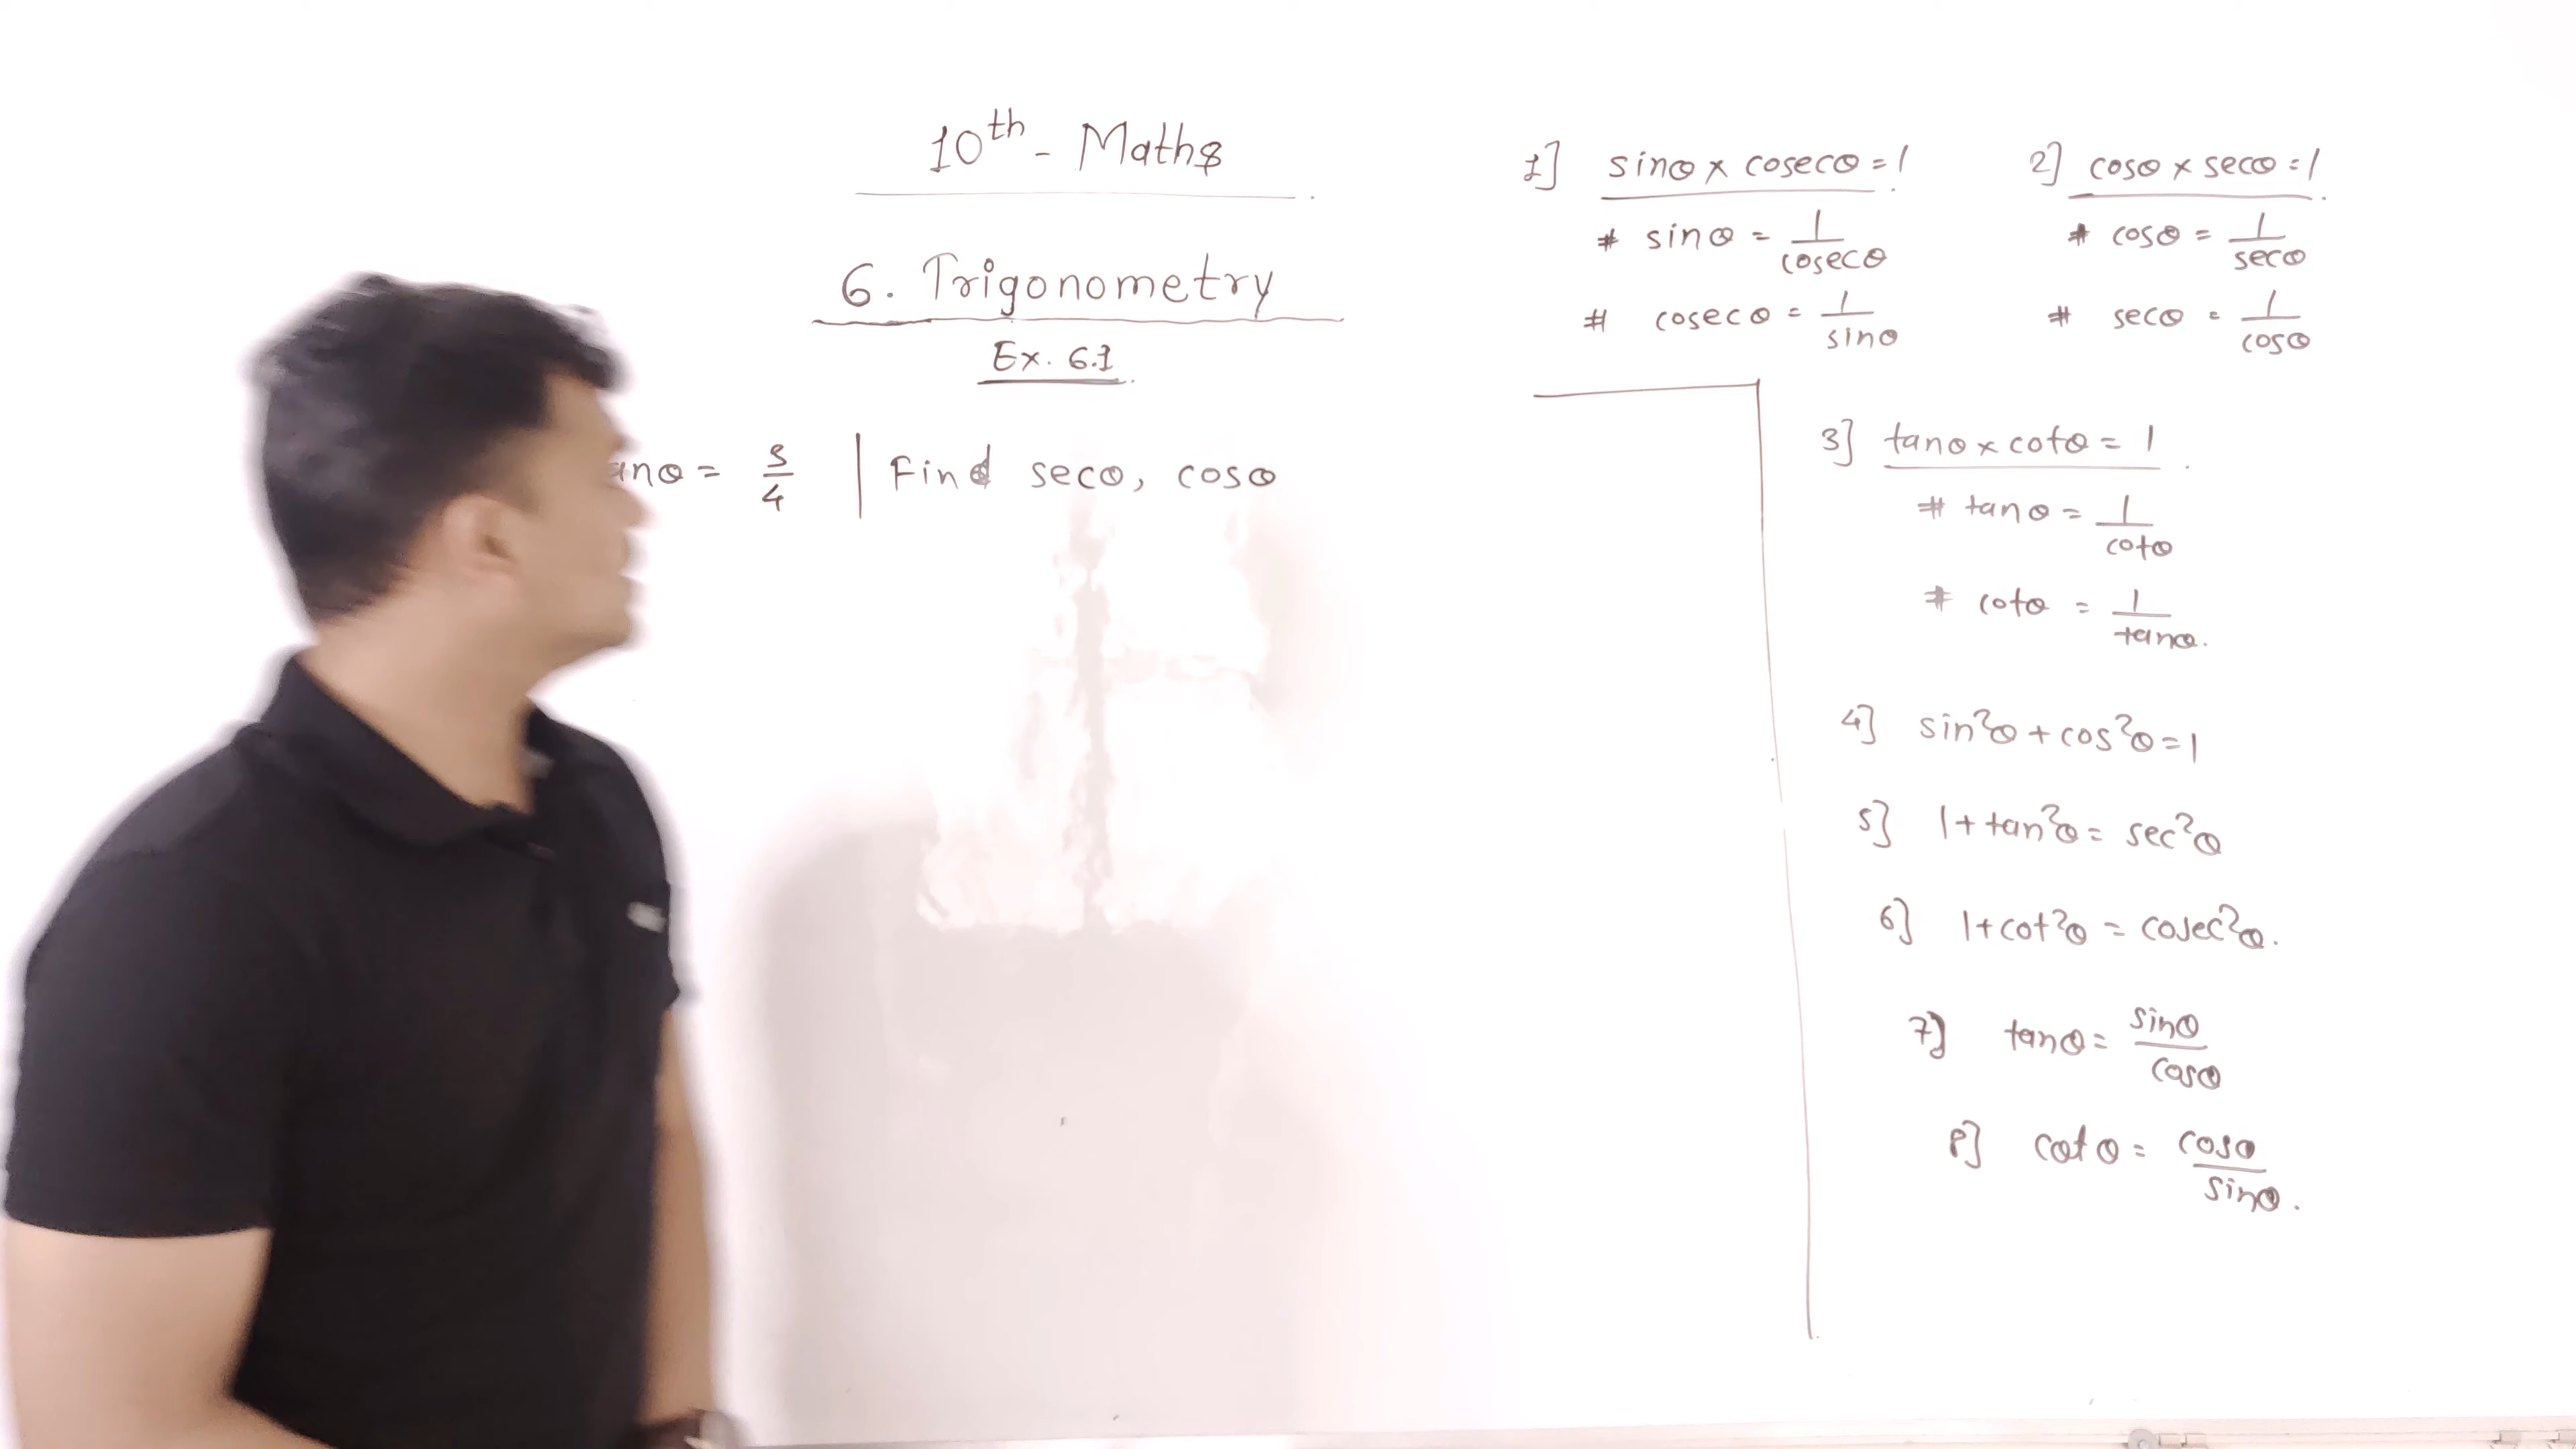 10th - Maths
6. Trigonometry
Ex. 6.1
anθ = 3/4 | Find secθ, cosθ
1] sinθ × cosecθ = 1
# sinθ = 1/cosecθ
# cosecθ = 1/sinθ
2] cosθ × secθ = 1
# cosθ = 1/secθ
# secθ = 1/cosθ
3] tanθ × cotθ = 1
# tanθ = 1/cotθ
# cotθ = 1/tanθ.
4] sin²θ + cos²θ = 1
5] 1 + tan²θ = sec²θ
6] 1 + cot²θ = cosec²θ.
7] tanθ = sinθ/cosθ
8] cotθ = cosθ/sinθ.